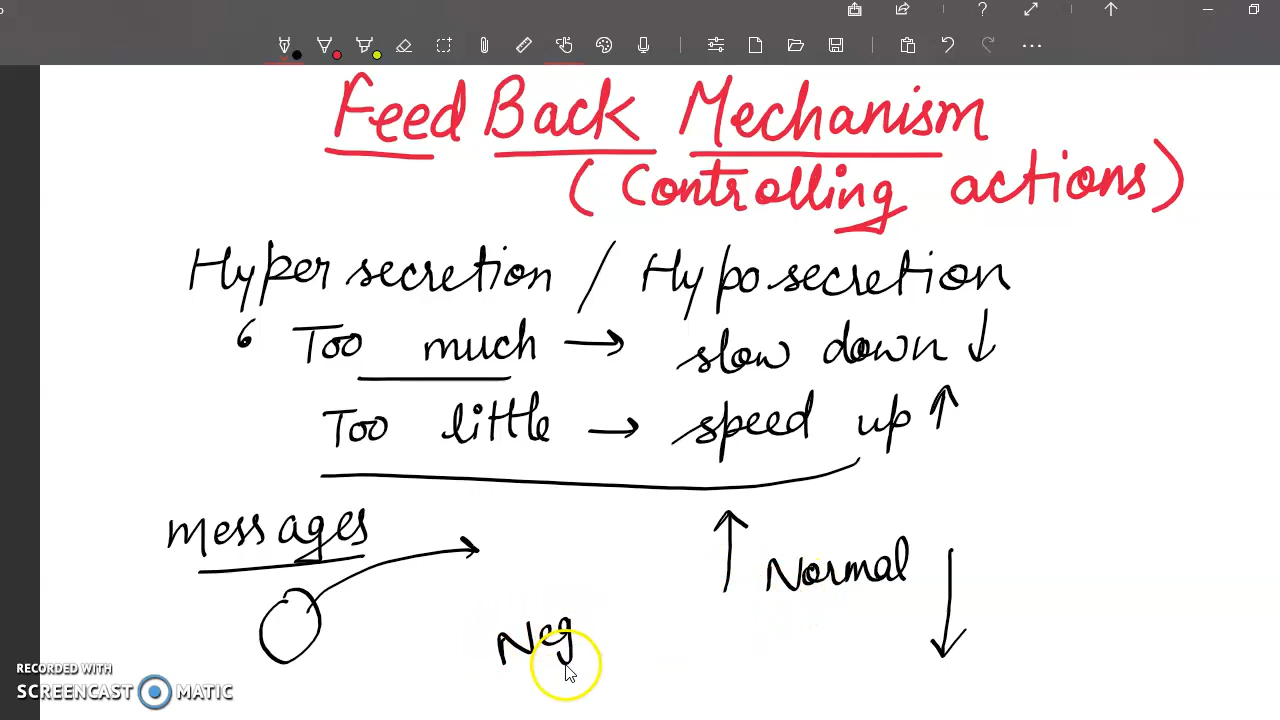 Feed Back Mechanism
(Controlling actions)
Hyper secretion / Hypo secretion
Too much → slow down ↓
Too little → speed up ↑
messages
↑ Normal ↓
Neg
RECORDED WITH
SCREENCAST MATIC